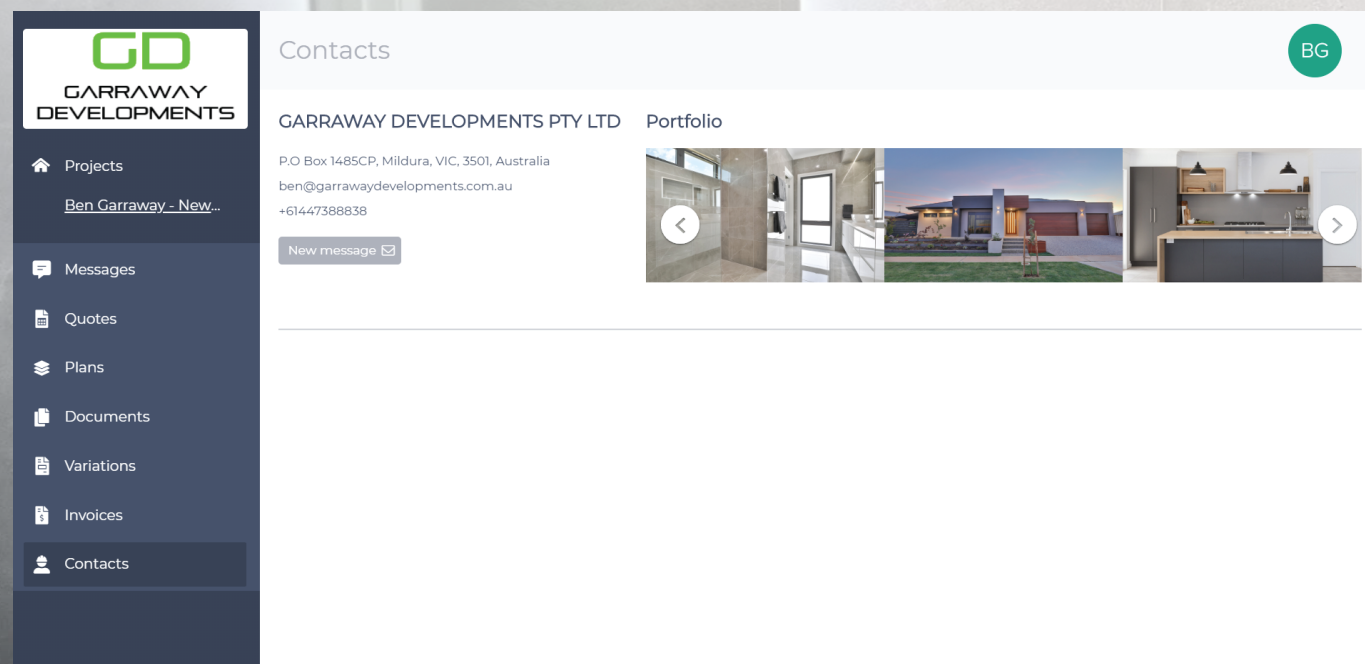 GD
GARRAWAY
DEVELOPMENTS
Projects
Ben Garraway - New...
Messages
Quotes
Plans
Documents
Variations
Invoices
Contacts
Contacts
BG
GARRAWAY DEVELOPMENTS PTY LTD
P.O Box 1485CP, Mildura, VIC, 3501, Australia
ben@garrawaydevelopments.com.au
+61447388838
New message
Portfolio